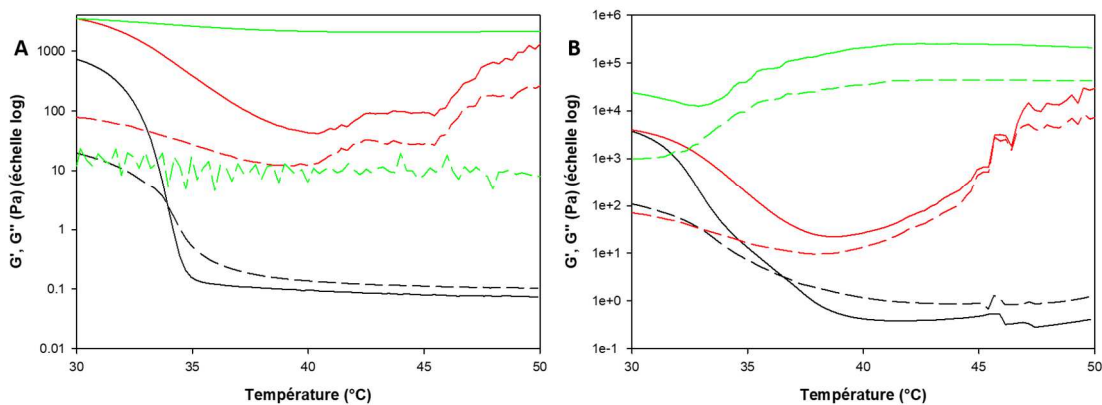 A
G', G'' (Pa) (échelle log)
1000
100
10
1
0.1
0.01
30 35 40 45 50
Température (°C)
B
G', G'' (Pa) (échelle log)
1e+6
1e+5
1e+4
1e+3
1e+2
1e+1
1e+0
1e-1
30 35 40 45 50
Température (°C)